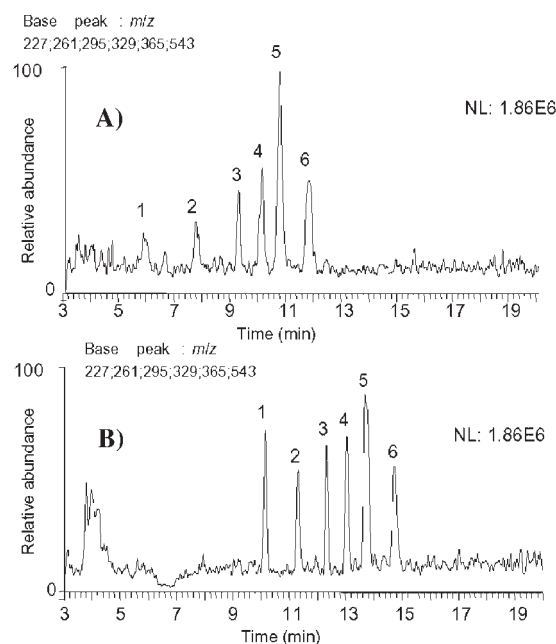 Base peak : m/z
227;261;295;329;365;543
100
A)
NL: 1.86E6
5
4
3
6
2
1
Relative abundance
0
3 5 7 9 11 13 15 17 19
Time (min)
Base peak : m/z
227;261;295;329;365;543
100
B)
NL: 1.86E6
5
1
4
3
2
6
Relative abundance
0
3 5 7 9 11 13 15 17 19
Time (min)